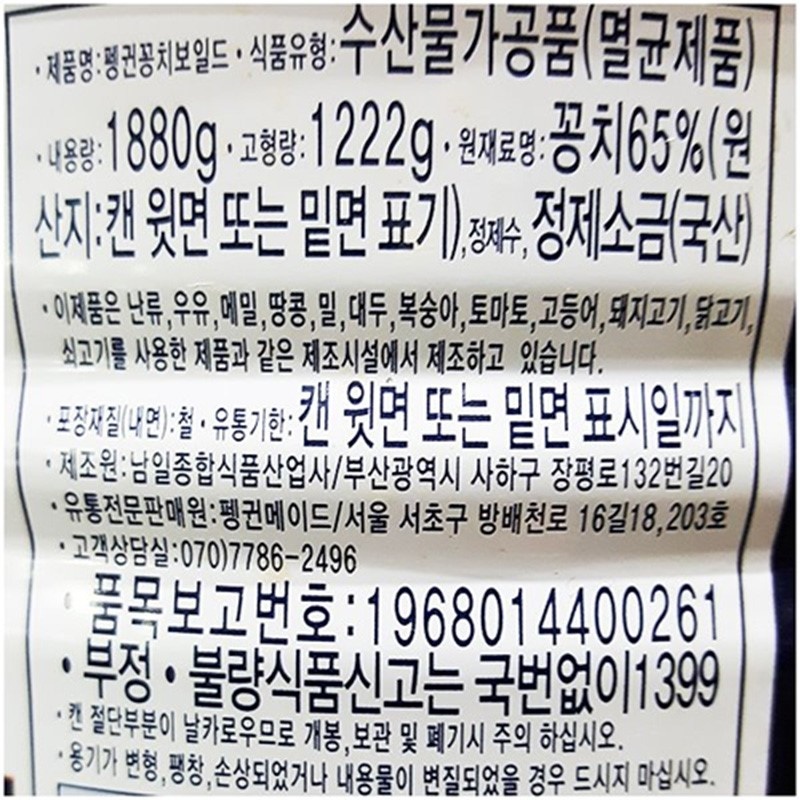 · 제품명:펭귄꽁치보일드 · 식품유형:수산물가공품(멸균제품)
· 내용량:1880g · 고형량:1222g · 원재료명:꽁치65%(원
산지:캔 윗면 또는 밑면 표기),정제수, 정제소금(국산)
· 이제품은 난류,우유,메밀,땅콩,밀,대두,복숭아,토마토,고등어,돼지고기,닭고기,
쇠고기를 사용한 제품과 같은 제조시설에서 제조하고 있습니다.
· 포장재질(내면):철 · 유통기한:캔 윗면 또는 밑면 표시일까지
· 제조원:남일종합식품산업사/부산광역시 사하구 장평로132번길20
· 유통전문판매원:펭귄메이드/서울 서초구 방배천로 16길18,203호
· 고객상담실:070)7786-2496
· 품목보고번호:1968014400261
· 부정 · 불량식품신고는 국번없이1399
· 캔 절단부분이 날카로우므로 개봉,보관 및 폐기시 주의 하십시오.
· 용기가 변형,팽창,손상되었거나 내용물이 변질되었을 경우 드시지 마십시오.